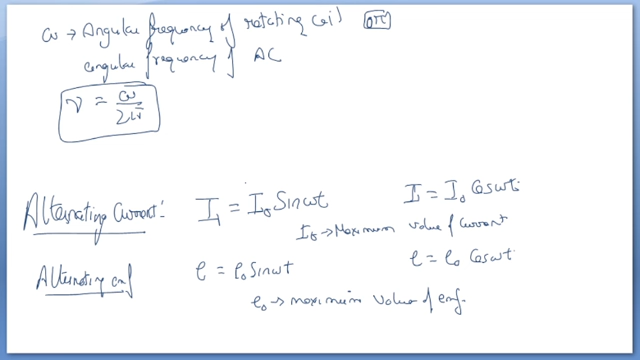 ω → Angular frequency of rotating coil or
angular frequency of AC
ν = ω / 2π
Alternating Current: I = I₀ Sinωt I = I₀ Cosωt
I₀ → Maximum value of current
Alternating emf e = e₀ Sinωt e = e₀ Cosωt
e₀ → maximum value of emf.